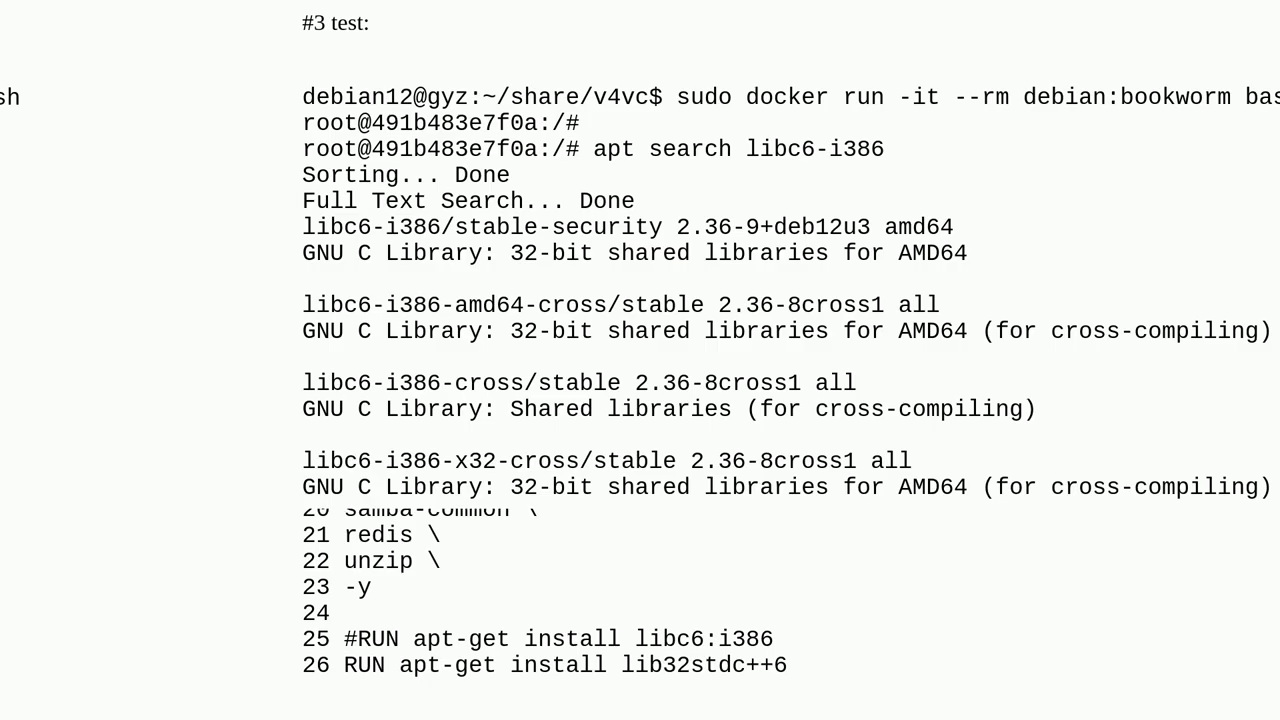 #3 test:
sh
debian12@gyz:~/share/v4vc$ sudo docker run -it --rm debian:bookworm bas
root@491b483e7f0a:/#
root@491b483e7f0a:/# apt search libc6-i386
Sorting... Done
Full Text Search... Done
libc6-i386/stable-security 2.36-9+deb12u3 amd64
GNU C Library: 32-bit shared libraries for AMD64
libc6-i386-amd64-cross/stable 2.36-8cross1 all
GNU C Library: 32-bit shared libraries for AMD64 (for cross-compiling)
libc6-i386-cross/stable 2.36-8cross1 all
GNU C Library: Shared libraries (for cross-compiling)
libc6-i386-x32-cross/stable 2.36-8cross1 all
GNU C Library: 32-bit shared libraries for AMD64 (for cross-compiling)
20 samba-common \
21 redis \
22 unzip \
23 -y
24
25 #RUN apt-get install libc6:i386
26 RUN apt-get install lib32stdc++6